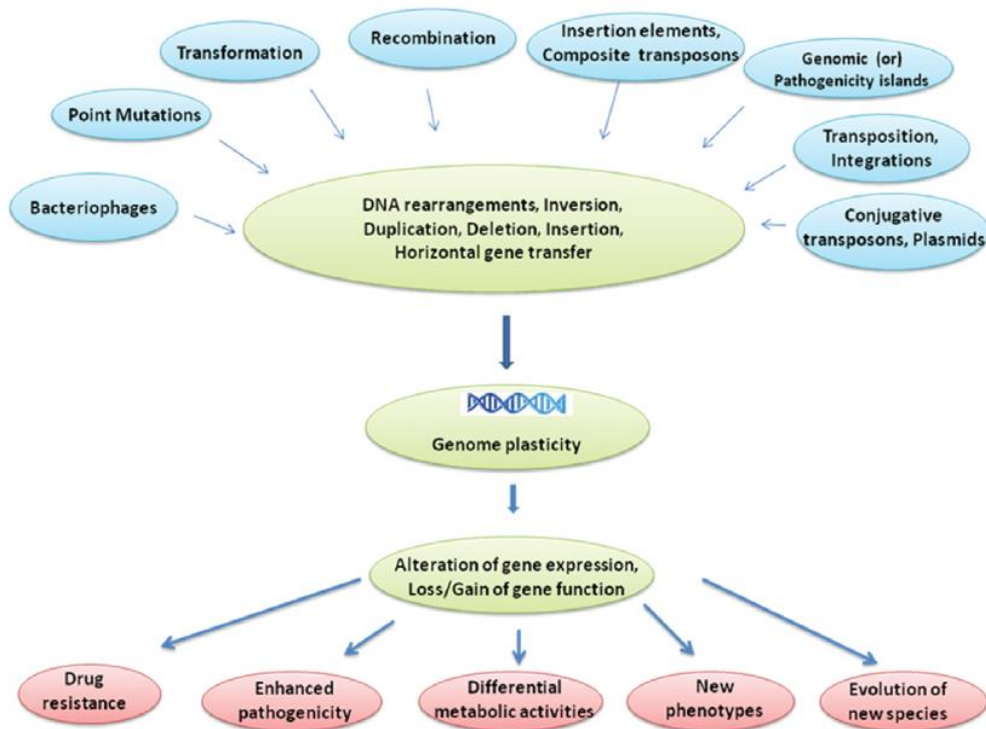 Transformation
Recombination
Insertion elements,
Composite transposons
Genomic (or)
Pathogenicity islands
Point Mutations
Transposition,
Integrations
Bacteriophages
Conjugative
transposons, Plasmids
DNA rearrangements, Inversion,
Duplication, Deletion, Insertion,
Horizontal gene transfer
Genome plasticity
Alteration of gene expression,
Loss/Gain of gene function
Drug
resistance
Enhanced
pathogenicity
Differential
metabolic activities
New
phenotypes
Evolution of
new species